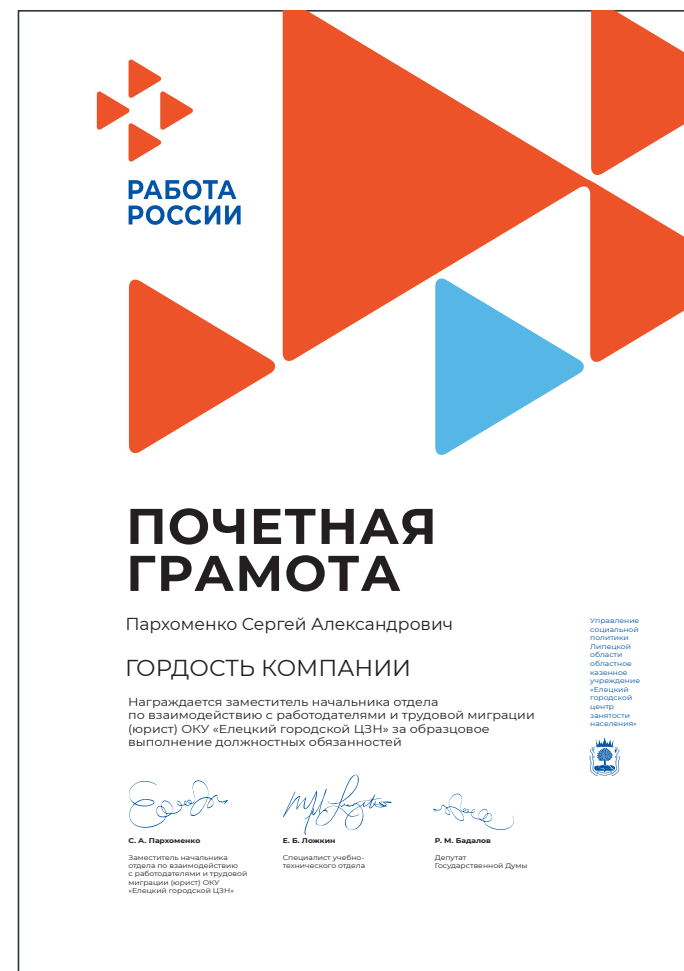 РАБОТА
РОССИИ
ПОЧЕТНАЯ
ГРАМОТА
Пархоменко Сергей Александрович
ГОРДОСТЬ КОМПАНИИ
Награждается заместитель начальника отдела
по взаимодействию с работодателями и трудовой миграции
(юрист) ОКУ «Елецкий городской ЦЗН» за образцовое
выполнение должностных обязанностей
Управление
социальной
политики
Липецкой
области
областное
казенное
учреждение
«Елецкий
городской
центр
занятости
населения»
С. А. Пархоменко
Заместитель начальника
отдела по взаимодействию
с работодателями и трудовой
миграции (юрист) ОКУ
«Елецкий городской ЦЗН»
Е. Б. Ложкин
Специалист учебно-
технического отдела
Р. М. Бадалов
Депутат
Государственной Думы